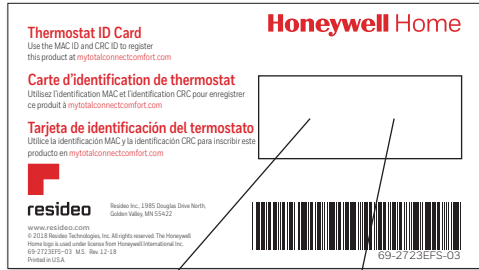 Honeywell Home
Thermostat ID Card
Use the MAC ID and CRC ID to register
this product at mytotalconnectcomfort.com
Carte d'identification de thermostat
Utilisez l'identification MAC et l'identification CRC pour enregistrer
ce produit à mytotalconnectcomfort.com
Tarjeta de identificación del termostato
Utilice la identificación MAC y la identificación CRC para inscribir este
producto en mytotalconnectcomfort.com
resideo
Resideo Inc., 1985 Douglas Drive North,
Golden Valley, MN 55422
www.resideo.com
© 2018 Resideo Technologies, Inc. All rights reserved. The Honeywell
Home logo is used under license from Honeywell International Inc.
69-2723EFS-03 M.S. Rev. 12-18
Printed in U.S.A.
69-2723EFS-03